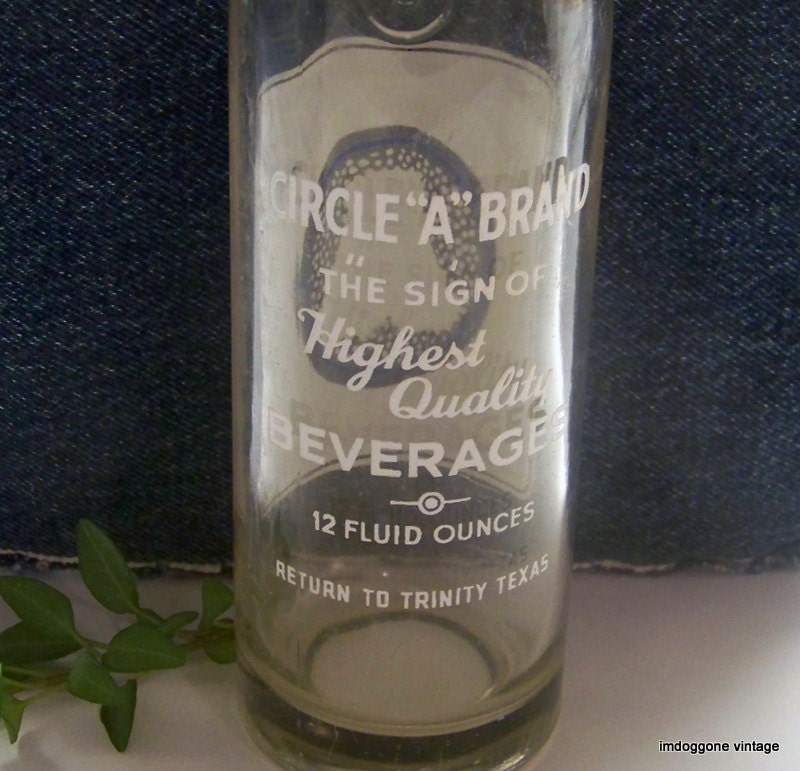 CIRCLE "A" BRAND
"THE SIGN OF
Highest
Quality
BEVERAGES
12 FLUID OUNCES
RETURN TO TRINITY TEXAS
imdoggone vintage